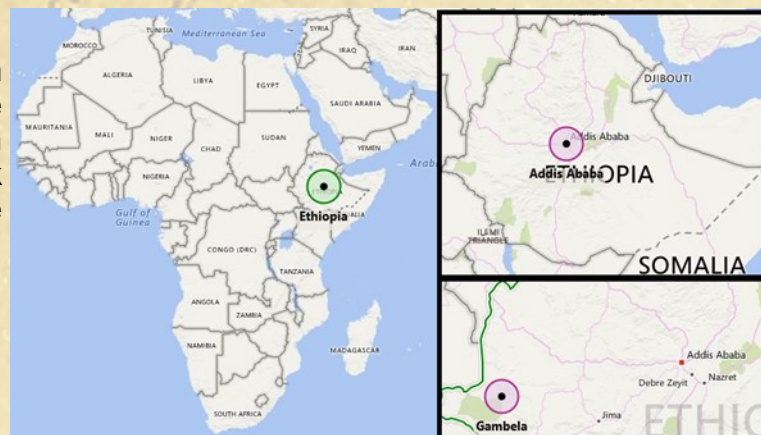 Mediterranean Sea
TUNISIA
MOROCCO
SYRIA
IRAQ
IRAN
ALGERIA
LIBYA
EGYPT
SAUDI ARABIA
MAURITANIA
MALI
NIGER
CHAD
SUDAN
YEMEN
NIGERIA
Gulf of
Guinea
Ethiopia
CONGO (DRC)
TANZANIA
ANGOLA
ZAMBIA
NAMIBIA
MADAGASCAR
SOUTH AFRICA
DJIBOUTI
Addis Ababa
Addis Ababa
ETHIOPIA
ILEMI
TRIANGLE
SOMALIA
Addis Ababa
Debre Zeyit
Nazret
Gambela
Jima